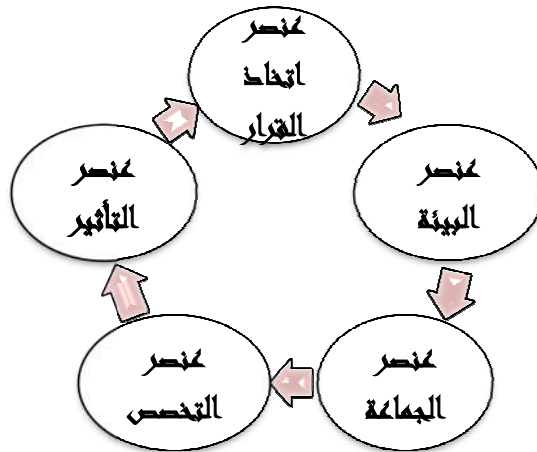 عنصر
اتخاذ
القرار
عنصر
البيئة
عنصر
الجماعة
عنصر
التخصص
عنصر
التأثير